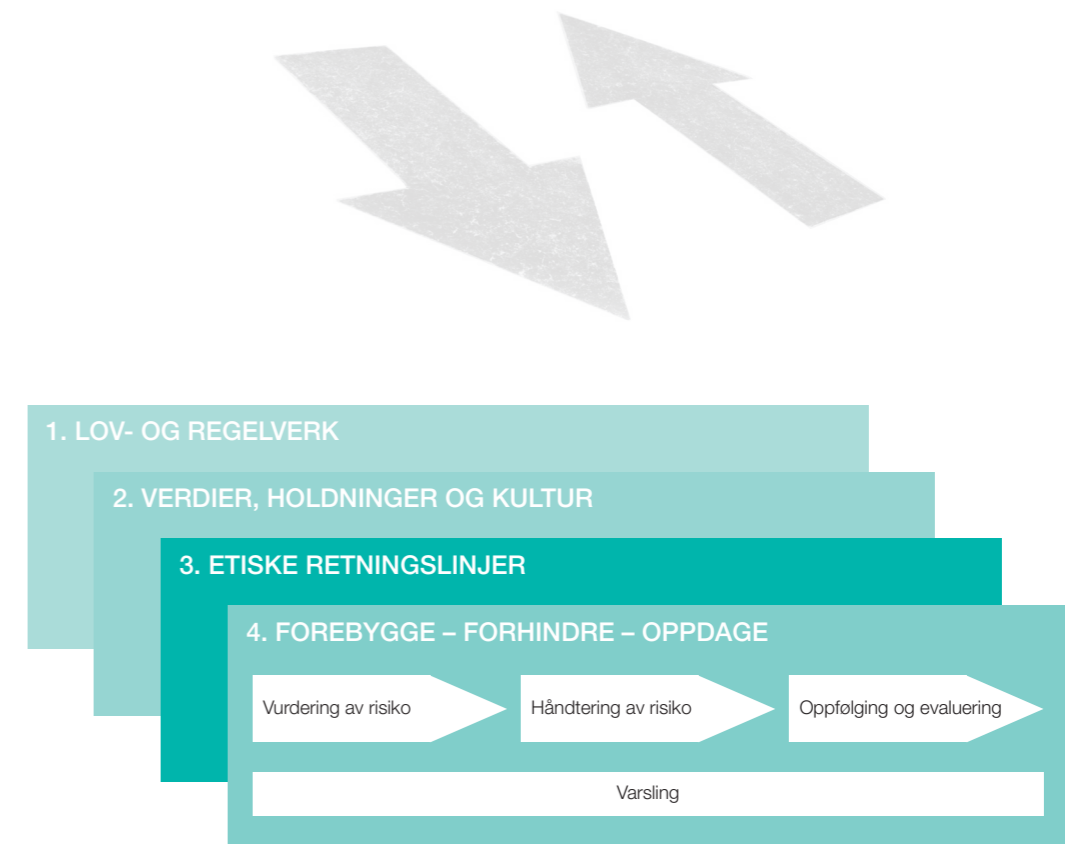 1. LOV- OG REGELVERK
2. VERDIER, HOLDNINGER OG KULTUR
3. ETISKE RETNINGSLINJER
4. FOREBYGGE – FORHINDRE – OPPDAGE
Vurdering av risiko
Håndtering av risiko
Oppfølging og evaluering
Varsling